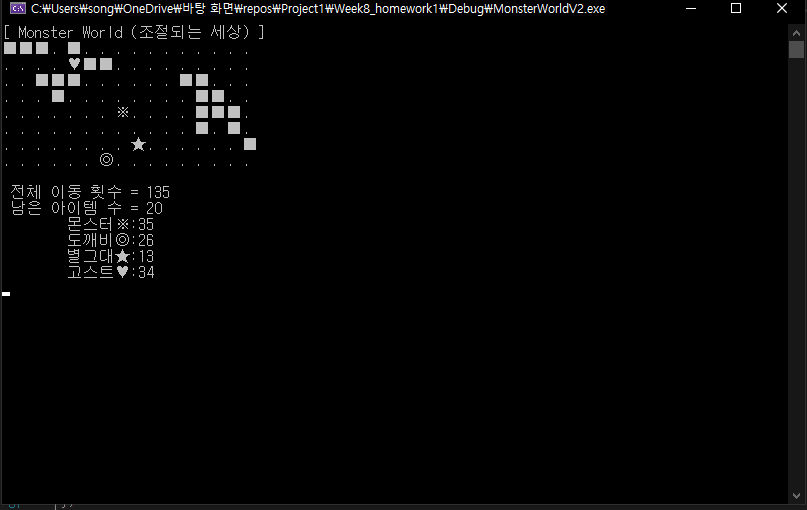 C:\Users\song\OneDrive\바탕 화면\repos\Project1\Week8_homework1\Debug\MonsterWorldV2.exe
[ Monster World (조절되는 세상) ]
■■■ . ■ . . . . . . . . . . .
. . . . ♥■■ . . . . . . . . .
. . ■■■ . . . . . . ■■ . . .
. . . ■ . . . . . . . . ■■ . .
. . . . . . . ※ . . . . ■■■ .
. . . . . . . . . . . . ■ . ■ .
. . . . . . . . ★ . . . . . . ■
. . . . . . ◎ . . . . . . . . .
전체 이동 횟수 = 135
남은 아이템 수 = 20
몬스터※:35
도깨비◎:26
별그대★:13
고스트♥:34